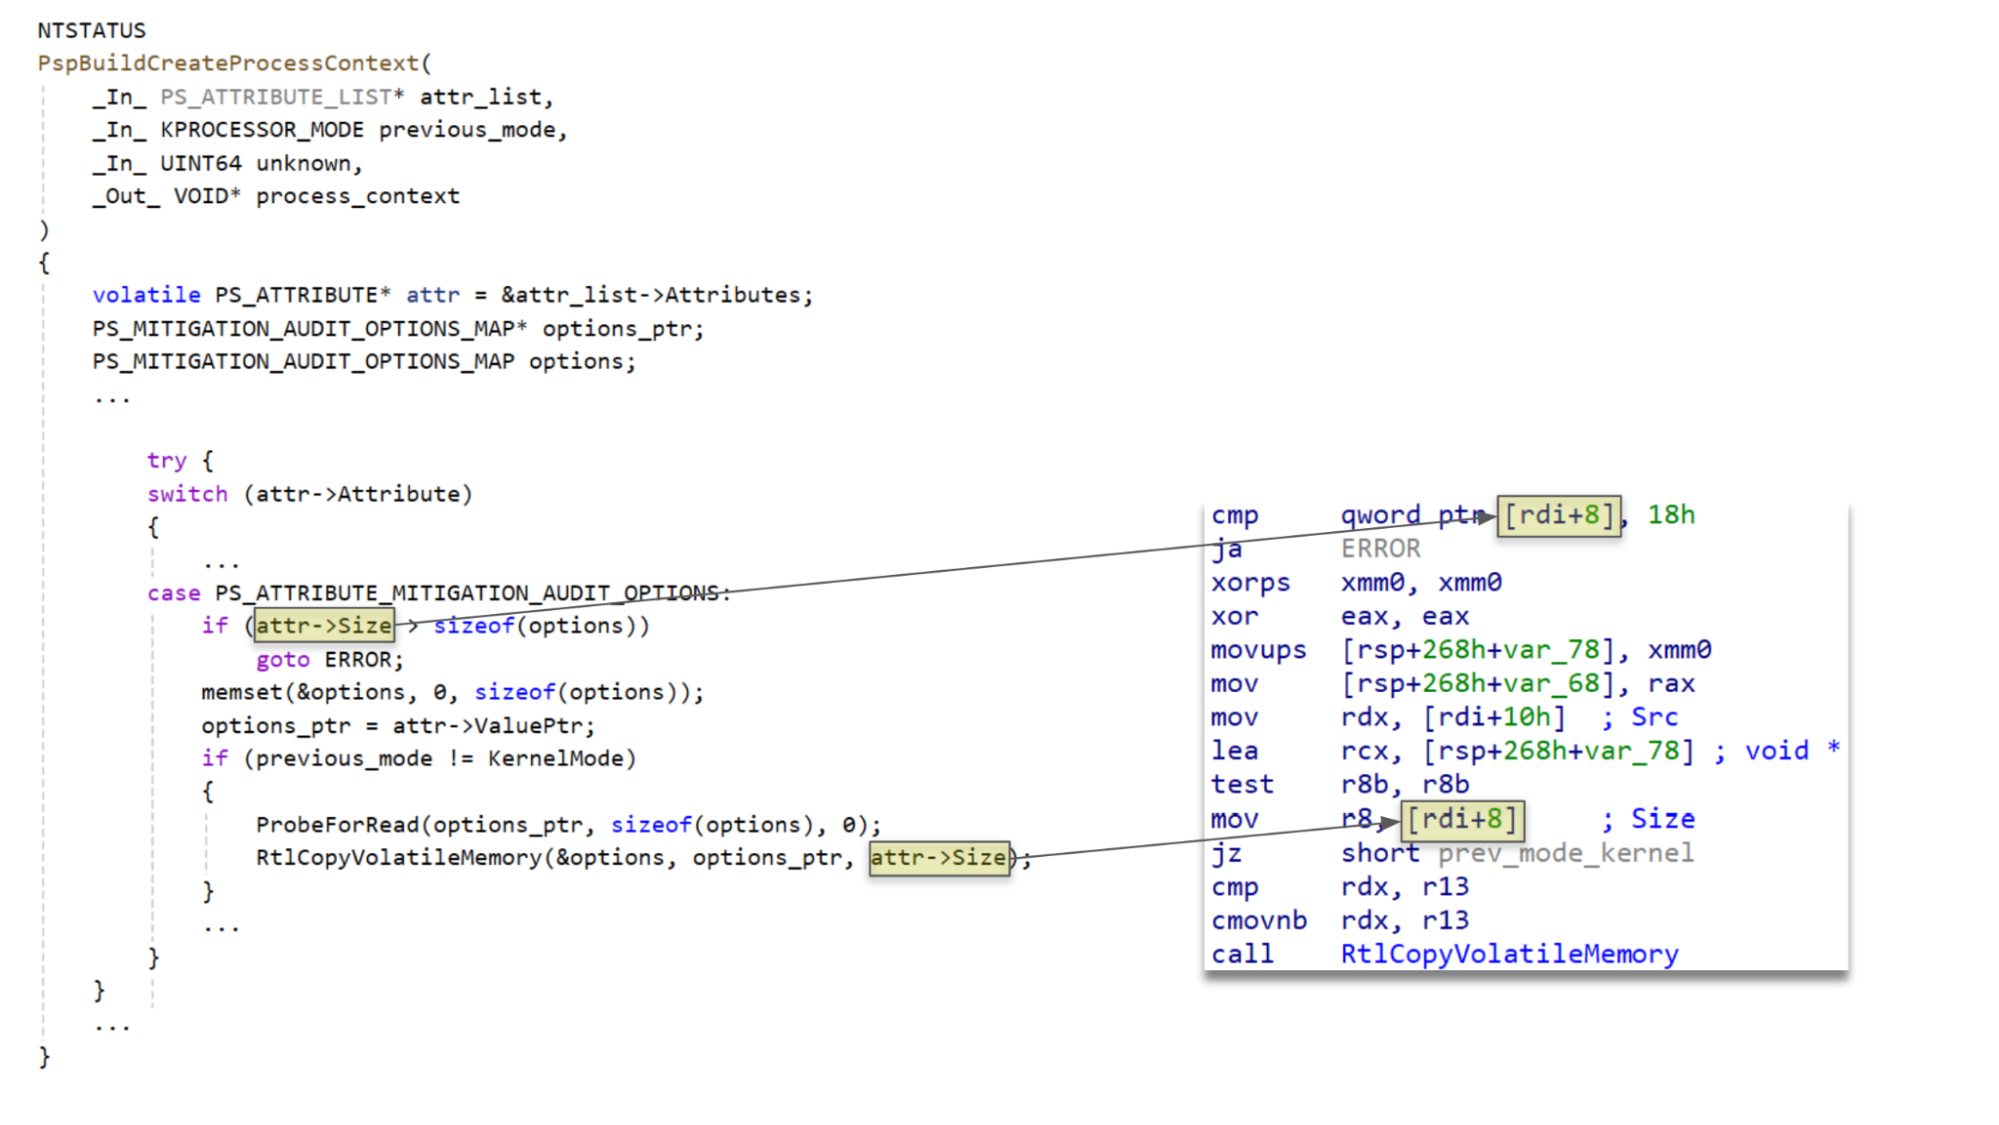 NTSTATUS
PspBuildCreateProcessContext(
_In_ PS_ATTRIBUTE_LIST* attr_list,
_In_ KPROCESSOR_MODE previous_mode,
_In_ UINT64 unknown,
_Out_ VOID* process_context
)
{
volatile PS_ATTRIBUTE* attr = &attr_list->Attributes;
PS_MITIGATION_AUDIT_OPTIONS_MAP* options_ptr;
PS_MITIGATION_AUDIT_OPTIONS_MAP options;
...
try {
switch (attr->Attribute)
{
...
case PS_ATTRIBUTE_MITIGATION_AUDIT_OPTIONS:
if (attr->Size > sizeof(options))
goto ERROR;
memset(&options, 0, sizeof(options));
options_ptr = attr->ValuePtr;
if (previous_mode != KernelMode)
{
ProbeForRead(options_ptr, sizeof(options), 0);
RtlCopyVolatileMemory(&options, options_ptr, attr->Size);
}
...
}
}
...
}
cmp qword ptr [rdi+8], 18h
ja ERROR
xorps xmm0, xmm0
xor eax, eax
movups [rsp+268h+var_78], xmm0
mov [rsp+268h+var_68], rax
mov rdx, [rdi+10h] ; Src
lea rcx, [rsp+268h+var_78] ; void *
test r8b, r8b
mov r8, [rdi+8] ; Size
jz short prev_mode_kernel
cmp rdx, r13
cmovnb rdx, r13
call RtlCopyVolatileMemory